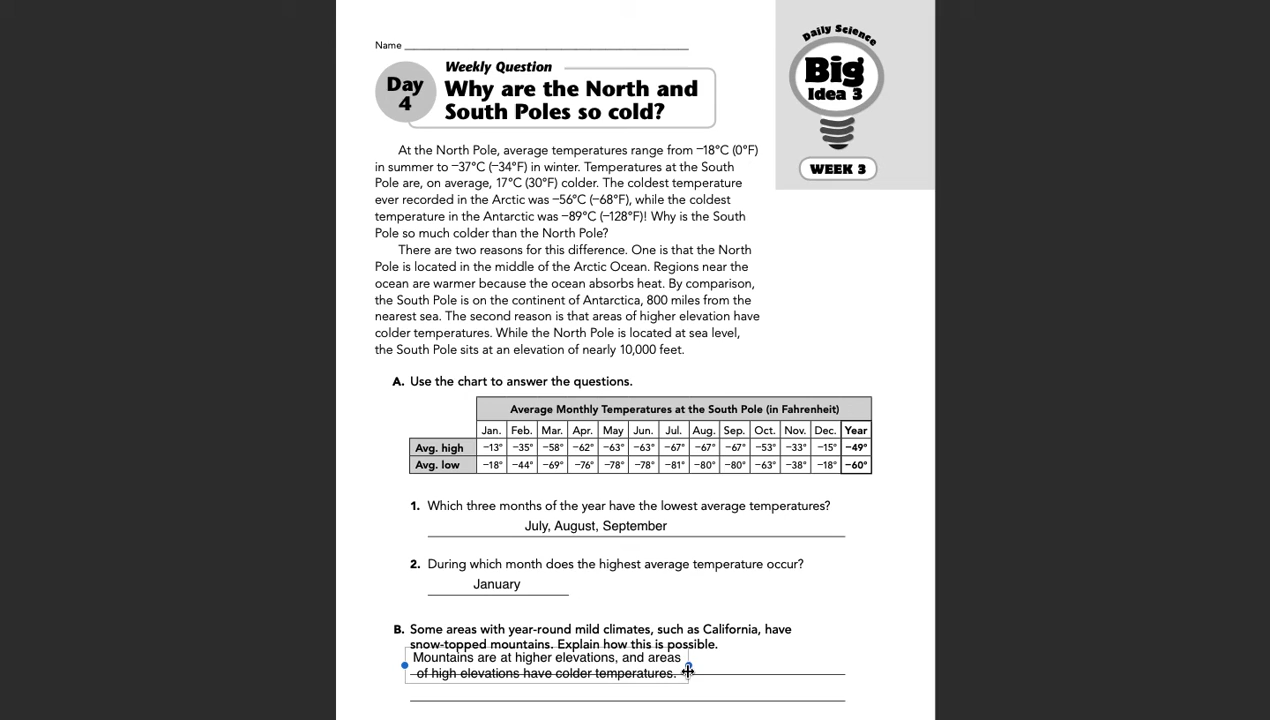 Name
Daily Science
Big
Idea 3
WEEK 3
Day
4
Weekly Question
Why are the North and
South Poles so cold?
At the North Pole, average temperatures range from −18°C (0°F)
in summer to −37°C (−34°F) in winter. Temperatures at the South
Pole are, on average, 17°C (30°F) colder. The coldest temperature
ever recorded in the Arctic was −56°C (−68°F), while the coldest
temperature in the Antarctic was −89°C (−128°F)! Why is the South
Pole so much colder than the North Pole?
There are two reasons for this difference. One is that the North
Pole is located in the middle of the Arctic Ocean. Regions near the
ocean are warmer because the ocean absorbs heat. By comparison,
the South Pole is on the continent of Antarctica, 800 miles from the
nearest sea. The second reason is that areas of higher elevation have
colder temperatures. While the North Pole is located at sea level,
the South Pole sits at an elevation of nearly 10,000 feet.
A. Use the chart to answer the questions.
Average Monthly Temperatures at the South Pole (in Fahrenheit)
Jan. Feb. Mar. Apr. May Jun. Jul. Aug. Sep. Oct. Nov. Dec. Year
Avg. high −13° −35° −58° −62° −63° −63° −67° −67° −67° −53° −33° −15° −49°
Avg. low −18° −44° −69° −76° −78° −78° −81° −80° −80° −63° −38° −18° −60°
1. Which three months of the year have the lowest average temperatures?
July, August, September
2. During which month does the highest average temperature occur?
January
B. Some areas with year-round mild climates, such as California, have
snow-topped mountains. Explain how this is possible.
Mountains are at higher elevations, and areas
of high elevations have colder temperatures.